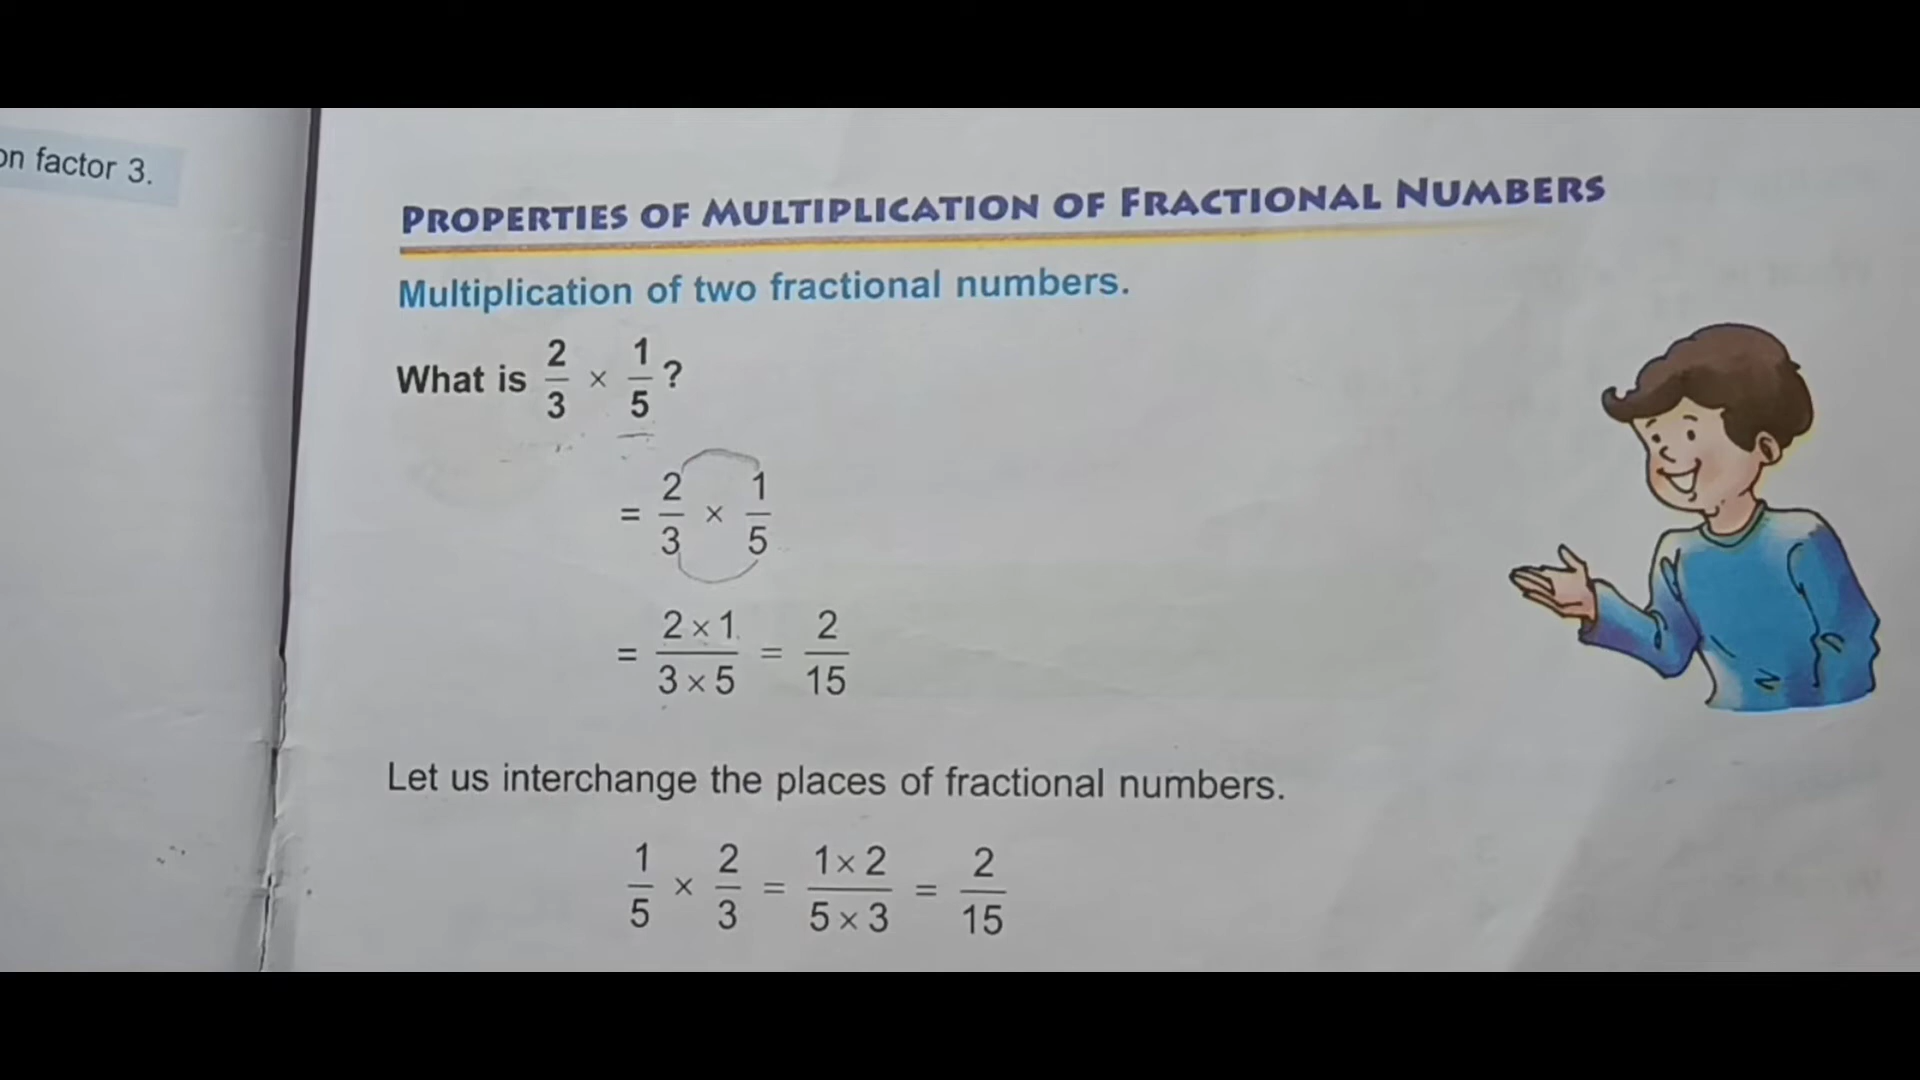 on factor 3.
PROPERTIES OF MULTIPLICATION OF FRACTIONAL NUMBERS
Multiplication of two fractional numbers.
What is 2/3 × 1/5 ?
= 2/3 × 1/5
= 2 × 1/3 × 5 = 2/15
Let us interchange the places of fractional numbers.
1/5 × 2/3 = 1 × 2/5 × 3 = 2/15